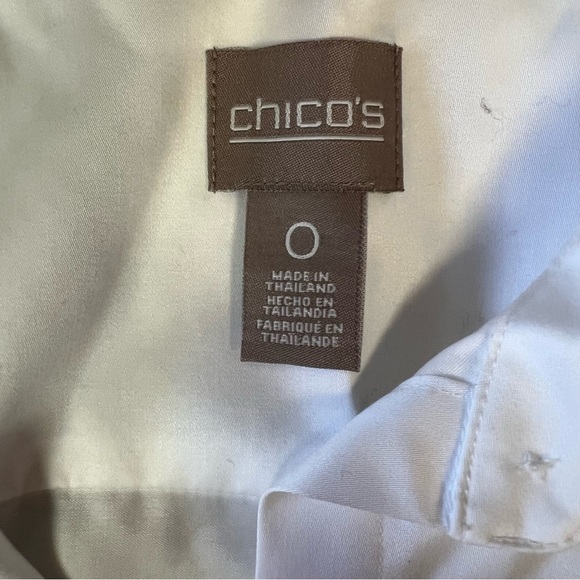 chico's
0
MADE IN
THAILAND
HECHO EN
TAILANDIA
FABRIQUÉ EN
THAÏLANDE